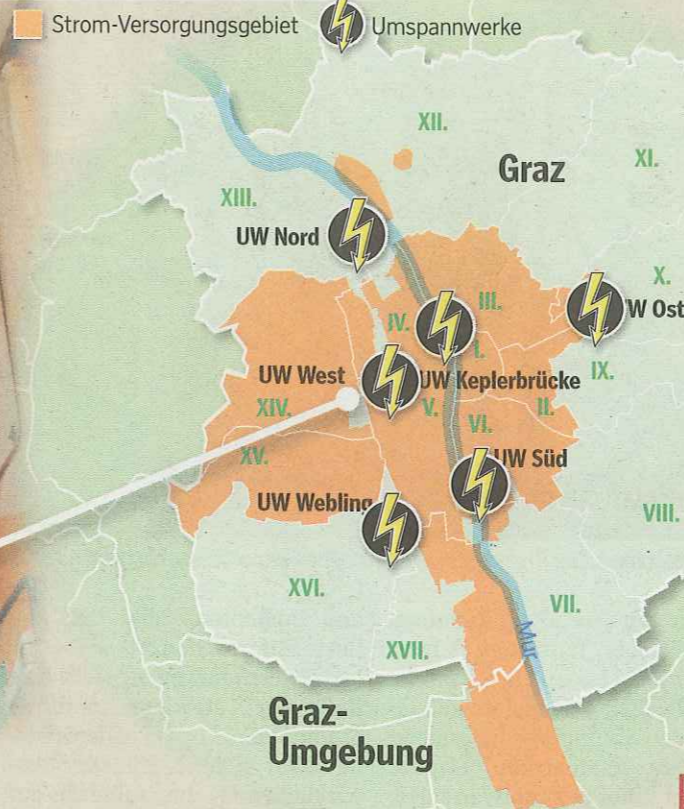 Strom-Versorgungsgebiet Umspannwerke
XII.
Graz
XI.
XIII.
UW Nord
X.
III.
W Ost
IV.
I.
IX.
UW West
UW Keplerbrücke
XIV.
V.
II.
VI.
XV.
UW Süd
UW Webling
VIII.
XVI.
VII.
Mur
XVII.
Graz-
Umgebung